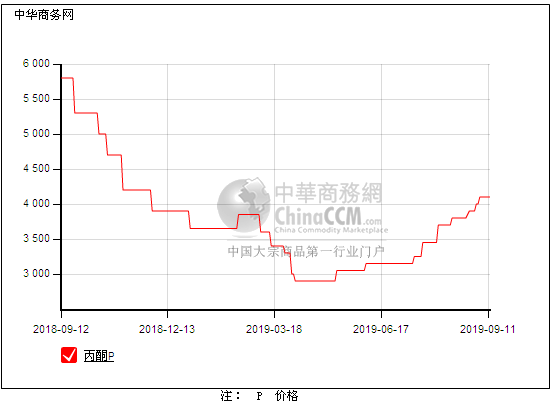 中华商务网
6 000
5 500
5 000
4 500
4 000
3 500
3 000
中華商務網
ChinaCCM.com
China Commodity Marketplace
中国大宗商品第一行业门户
2018-09-12 2018-12-13 2019-03-18 2019-06-17 2019-09-11
丙酮P
注： P 价格